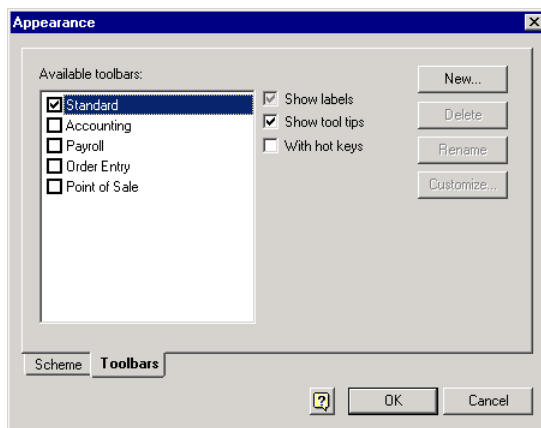 Appearance
Available toolbars:
Standard
Accounting
Payroll
Order Entry
Point of Sale
Show labels
Show tool tips
With hot keys
New...
Delete
Rename
Customize...
Scheme
Toolbars
OK
Cancel